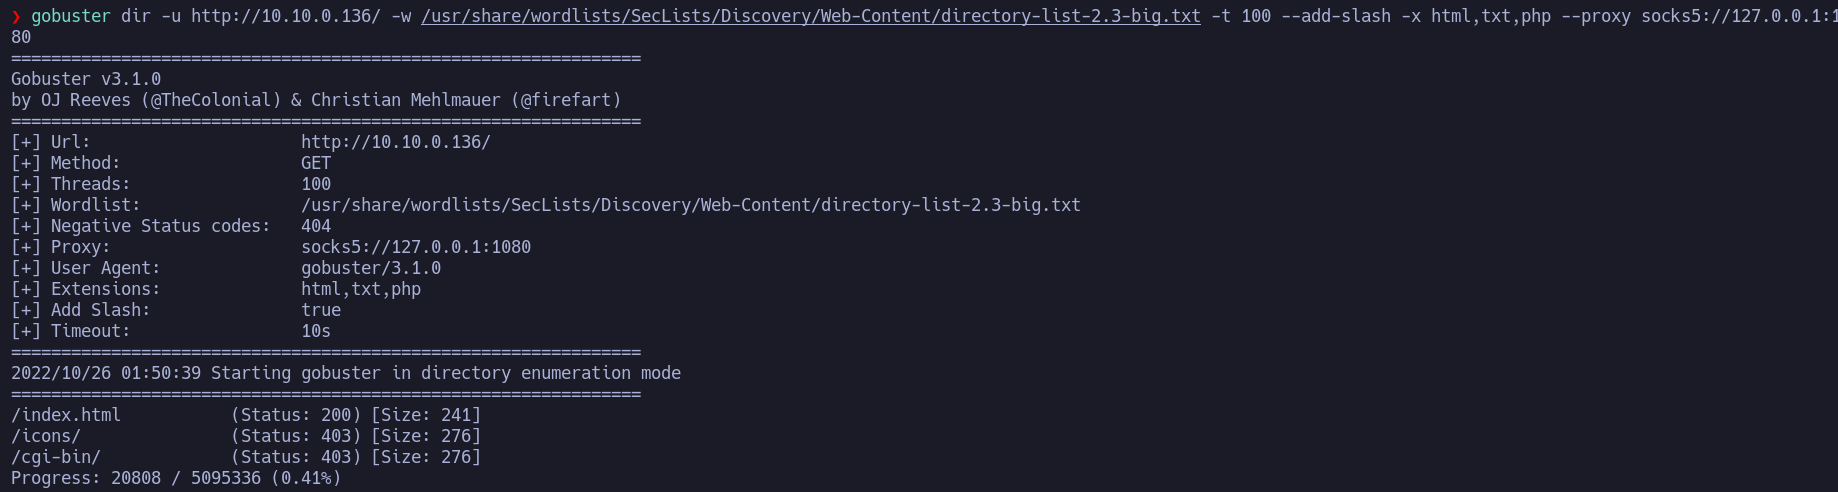 ❯ gobuster dir -u http://10.10.0.136/ -w /usr/share/wordlists/SecLists/Discovery/Web-Content/directory-list-2.3-big.txt -t 100 --add-slash -x html,txt,php --proxy socks5://127.0.0.1:1
80
===============================================================
Gobuster v3.1.0
by OJ Reeves (@TheColonial) & Christian Mehlmauer (@firefart)
===============================================================
[+] Url:                     http://10.10.0.136/
[+] Method:                  GET
[+] Threads:                 100
[+] Wordlist:                /usr/share/wordlists/SecLists/Discovery/Web-Content/directory-list-2.3-big.txt
[+] Negative Status codes:   404
[+] Proxy:                   socks5://127.0.0.1:1080
[+] User Agent:              gobuster/3.1.0
[+] Extensions:              html,txt,php
[+] Add Slash:               true
[+] Timeout:                 10s
===============================================================
2022/10/26 01:50:39 Starting gobuster in directory enumeration mode
===============================================================
/index.html           (Status: 200) [Size: 241]
/icons/               (Status: 403) [Size: 276]
/cgi-bin/             (Status: 403) [Size: 276]
Progress: 20808 / 5095336 (0.41%)